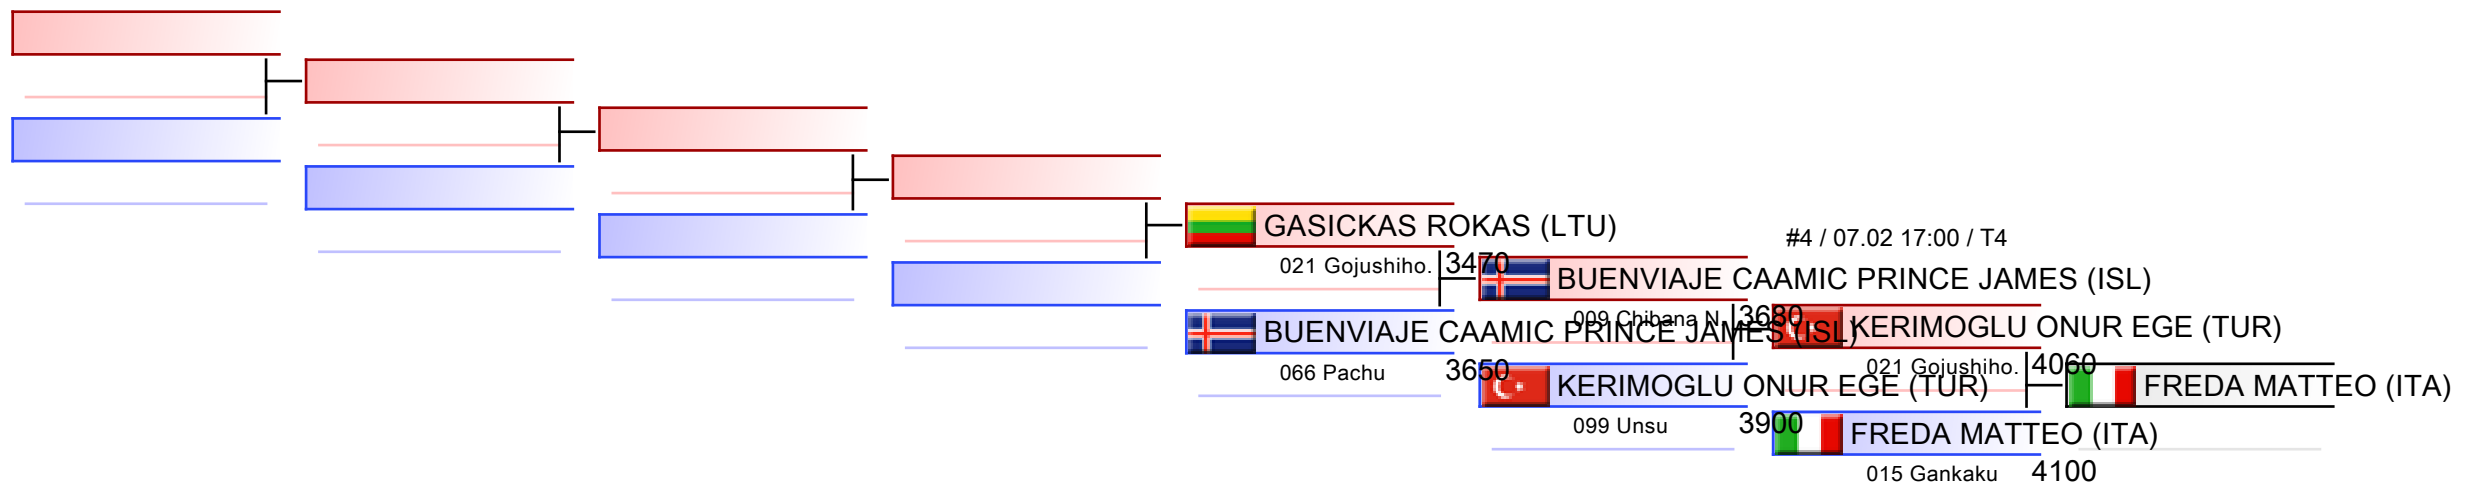 GASICKAS ROKAS (LTU)
021 Gojushiho. 3470
BUENVIAJE CAAMIC PRINCE JAMES (ISL)
066 Pachu 3650
#4 / 07.02 17:00 / T4
BUENVIAJE CAAMIC PRINCE JAMES (ISL)
009 Chibana N. 3680
KERIMOGLU ONUR EGE (TUR)
099 Unsu 3900
KERIMOGLU ONUR EGE (TUR)
021 Gojushiho. 4060
FREDA MATTEO (ITA)
015 Gankaku 4100
FREDA MATTEO (ITA)